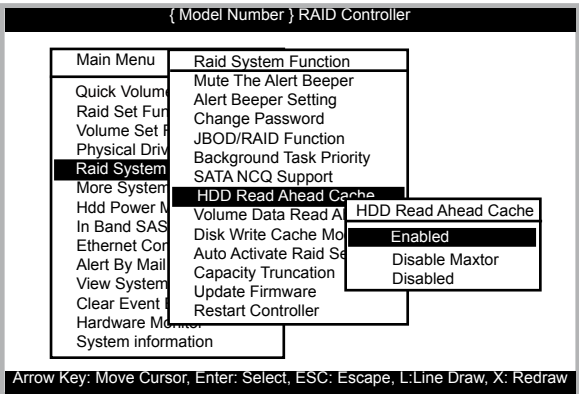 { Model Number } RAID Controller
Main Menu
Quick Volum
Raid Set Fun
Volume Set F
Physical Driv
Raid System
More System
Hdd Power M
In Band SAS
Ethernet Con
Alert By Mail
View System
Clear Event
Hardware Monitor
System information
Raid System Function
Mute The Alert Beeper
Alert Beeper Setting
Change Password
JBOD/RAID Function
Background Task Priority
SATA NCQ Support
HDD Read Ahead Cache
Volume Data Read A
Disk Write Cache Mo
Auto Activate Raid Se
Capacity Truncation
Update Firmware
Restart Controller
HDD Read Ahead Cache
Enabled
Disable Maxtor
Disabled
Arrow Key: Move Cursor, Enter: Select, ESC: Escape, L:Line Draw, X: Redraw